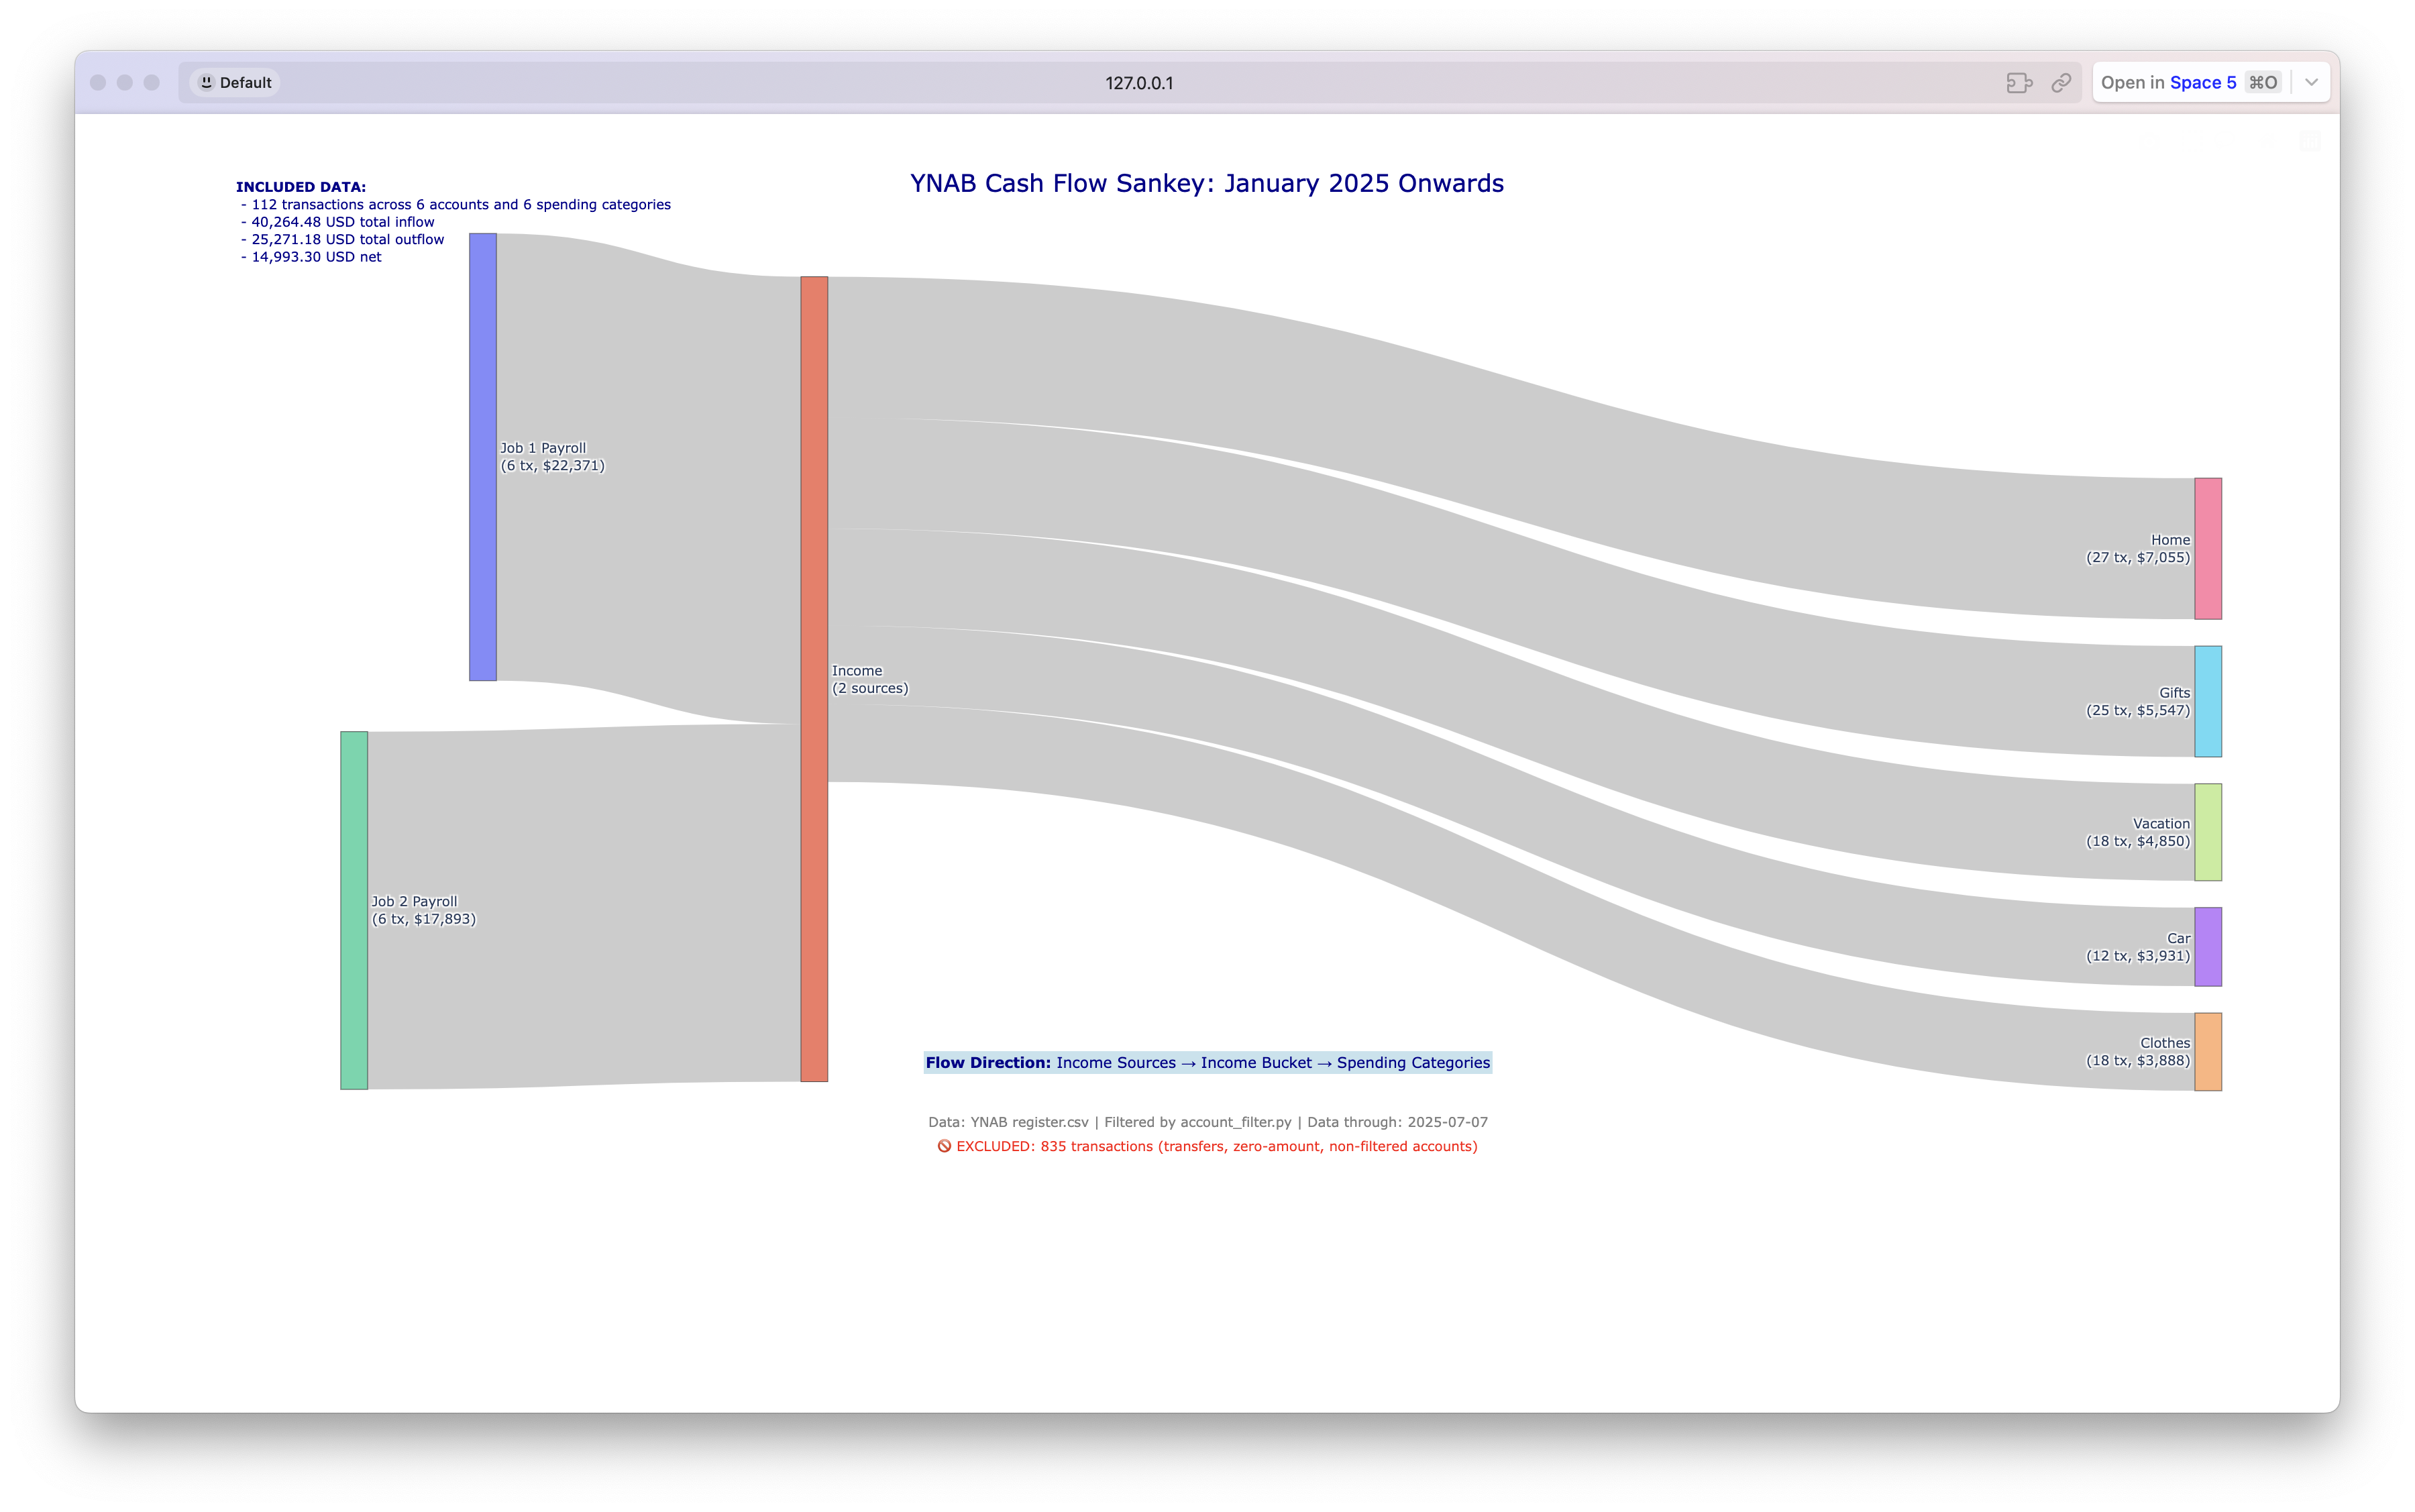 Default
127.0.0.1
Open in Space 5 ⌘O
YNAB Cash Flow Sankey: January 2025 Onwards
INCLUDED DATA:
- 112 transactions across 6 accounts and 6 spending categories
- 40,264.48 USD total inflow
- 25,271.18 USD total outflow
- 14,993.30 USD net
Job 1 Payroll
(6 tx, $22,371)
Job 2 Payroll
(6 tx, $17,893)
Income
(2 sources)
Home
(27 tx, $7,055)
Gifts
(25 tx, $5,547)
Vacation
(18 tx, $4,850)
Car
(12 tx, $3,931)
Clothes
(18 tx, $3,888)
Flow Direction: Income Sources → Income Bucket → Spending Categories
Data: YNAB register.csv | Filtered by account_filter.py | Data through: 2025-07-07
🚫 EXCLUDED: 835 transactions (transfers, zero-amount, non-filtered accounts)